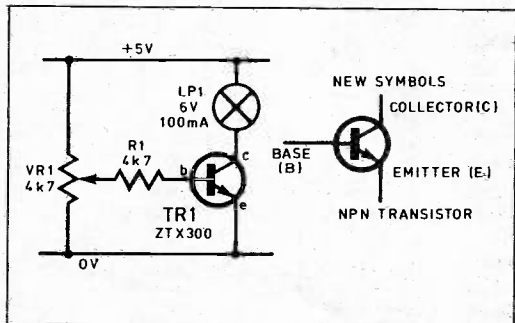 +5V
LP1
6V
100mA
R1
4k7
VR1
4k7
b
c
e
TR1
ZTX300
0V
NEW SYMBOLS
COLLECTOR(C)
BASE
(B)
EMITTER (E)
NPN TRANSISTOR